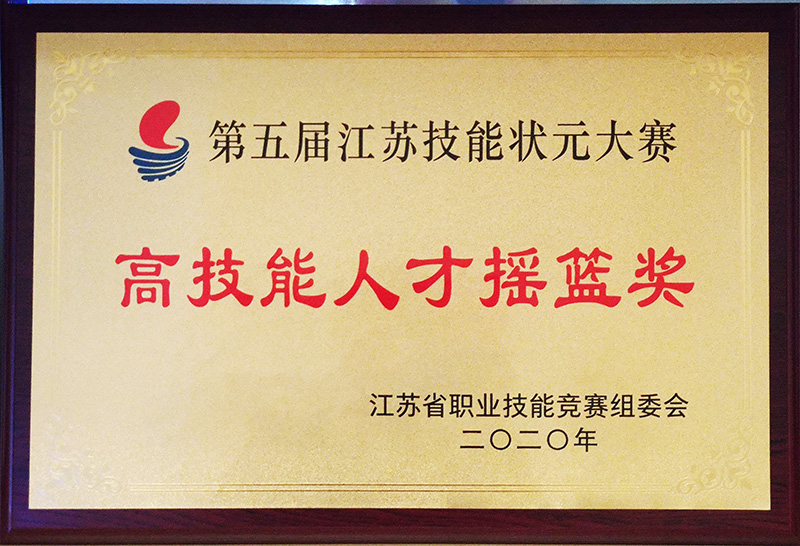 第五届江苏技能状元大赛
高技能人才摇篮奖
江苏省职业技能竞赛组委会
二〇二〇年